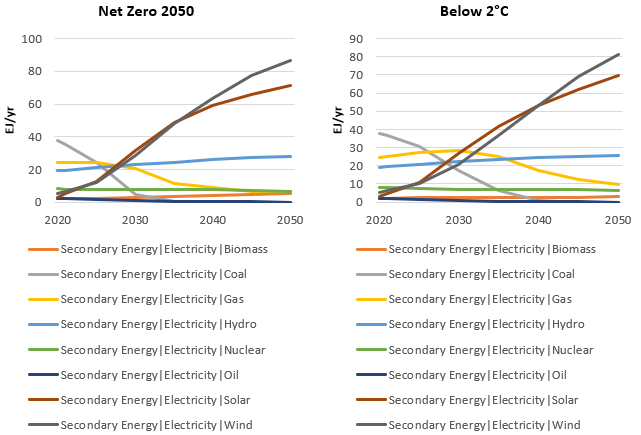 Net Zero 2050
EJ/yr
100
80
60
40
20
0
2020
2030
2040
2050
Secondary Energy|Electricity|Biomass
Secondary Energy|Electricity|Coal
Secondary Energy|Electricity|Gas
Secondary Energy|Electricity|Hydro
Secondary Energy|Electricity|Nuclear
Secondary Energy|Electricity|Oil
Secondary Energy|Electricity|Solar
Secondary Energy|Electricity|Wind
Below 2°C
EJ/yr
90
80
70
60
50
40
30
20
10
0
2020
2030
2040
2050
Secondary Energy|Electricity|Biomass
Secondary Energy|Electricity|Coal
Secondary Energy|Electricity|Gas
Secondary Energy|Electricity|Hydro
Secondary Energy|Electricity|Nuclear
Secondary Energy|Electricity|Oil
Secondary Energy|Electricity|Solar
Secondary Energy|Electricity|Wind